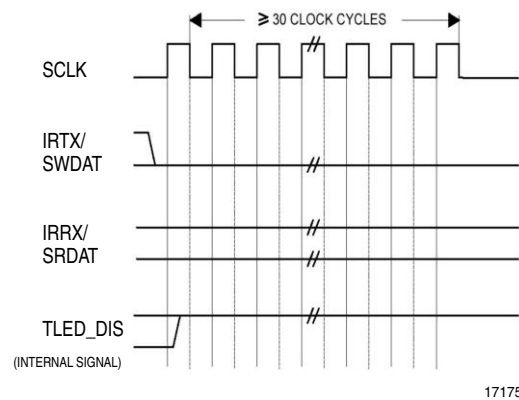 ≥ 30 CLOCK CYCLES
SCLK
IRTX/
SWDAT
IRRX/
SRDAT
TLED_DIS
(INTERNAL SIGNAL)
17175